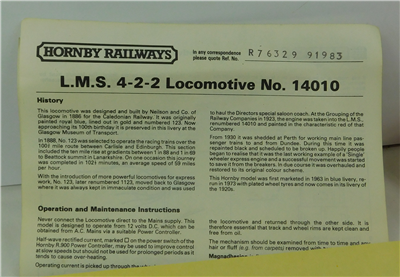 HORNBY RAILWAYS
In any correspondence
please quote Ref. No.
R76329 91983
L.M.S. 4-2-2 Locomotive No. 14010
History
This locomotive was designed and built by Neilson and Co. of
Glasgow in 1886 for the Caledonian Railway. It was originally
painted royal blue, lined out in gold and numbered 123. Now
approaching its 100th birthday it is preserved in this livery at the
Glasgow Museum of Transport.
In 1888, No. 123 was selected to operate the racing trains over the
100¾ mile route between Carlisle and Edinburgh. This section
included the ten mile rise at gradients between 1 in 88 and 1 in 69
to Beattock summit in Lanarkshire. On one occasion this journey
was completed in 102½ minutes, an average speed of 59 miles
per hour.
With the introduction of more powerful locomotives for express
work, No. 123, later renumbered 1123, moved back to Glasgow
where it was always kept in immaculate condition and was used
to haul the Directors special saloon coach. At the Grouping of the
Railway Companies in 1923, the engine was taken into the L.M.S.,
renumbered 14010 and painted in the characteristic red of that
Company.
From 1930 it was shedded at Perth for working main line pas-
senger trains to and from Dundee. During this time it was
repainted black and scheduled to be broken up. Happily people
began to realise that it was the last working example of a 'Single'
wheeler express engine and a successful movement was started
to save it from the breakers. In due course it was overhauled and
restored to its original colour scheme.
This Hornby model was first marketed in 1963 in blue livery, re-
run in 1973 with plated wheel tyres and now comes in its livery of
the 1920s.
Operation and Maintenance Instructions
Never connect the Locomotive direct to the Mains supply. This
model is designed to operate from 12 volts D.C. which can be
obtained from A.C. Mains via a suitable Power Controller.
Half-wave rectified current, marked on the power switch of the
Hornby R.900 Power Controller, may be used to improve control
at slow speeds but should not be used for prolonged periods as it
tends to cause over heating.
Operating current is picked up through the
the locomotive and returned through the other side. It is
therefore essential that track and wheel rims are kept clean
and free from oil.
The mechanism should be examined from time to time and any
hair or fluff (e.g. from carpets) removed with
Magnadhesion